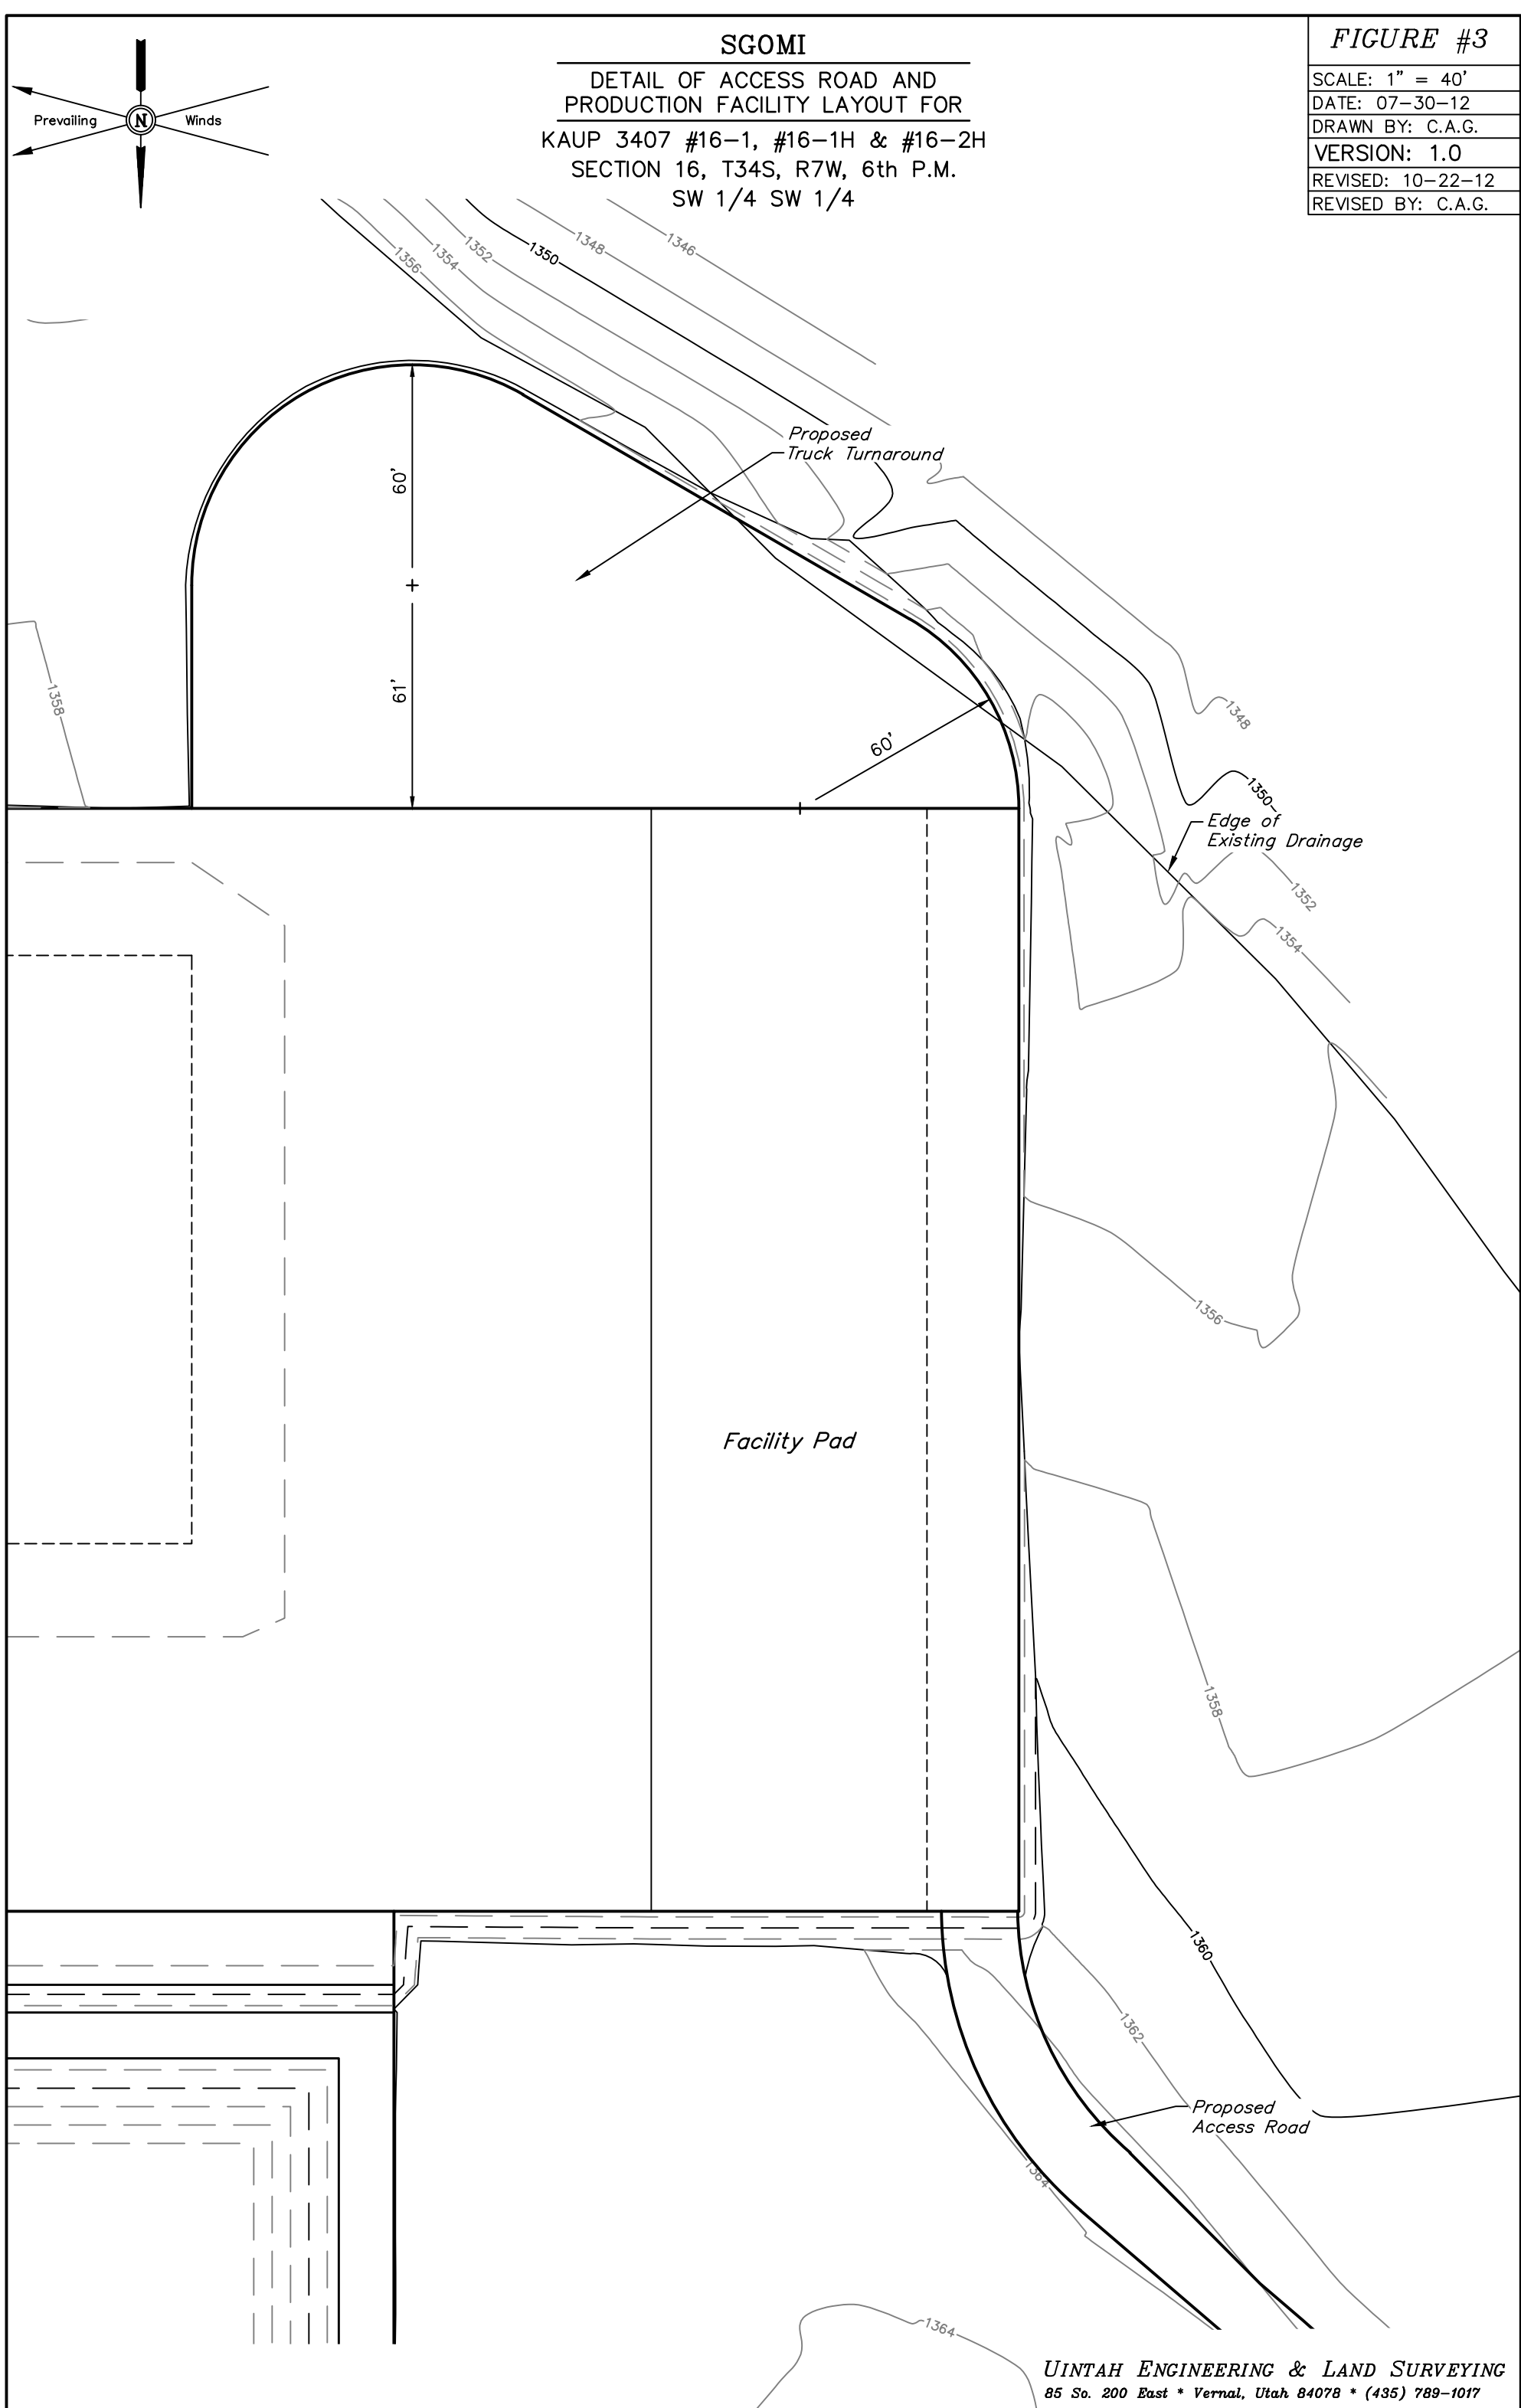 SGOMI
DETAIL OF ACCESS ROAD AND
PRODUCTION FACILITY LAYOUT FOR
KAUP 3407 #16-1, #16-1H & #16-2H
SECTION 16, T34S, R7W, 6th P.M.
SW 1/4 SW 1/4
FIGURE #3
SCALE: 1" = 40'
DATE: 07-30-12
DRAWN BY: C.A.G.
VERSION: 1.0
REVISED: 10-22-12
REVISED BY: C.A.G.
Prevailing N Winds
1356
1354
1352
1350
1348
1346
Proposed
Truck Turnaround
60'
61'
60'
1358
1348
1350
Edge of
Existing Drainage
1352
1354
1356
Facility Pad
1358
1360
1362
Proposed
Access Road
1364
1364
UINTAH ENGINEERING & LAND SURVEYING
85 So. 200 East * Vernal, Utah 84078 * (435) 789-1017